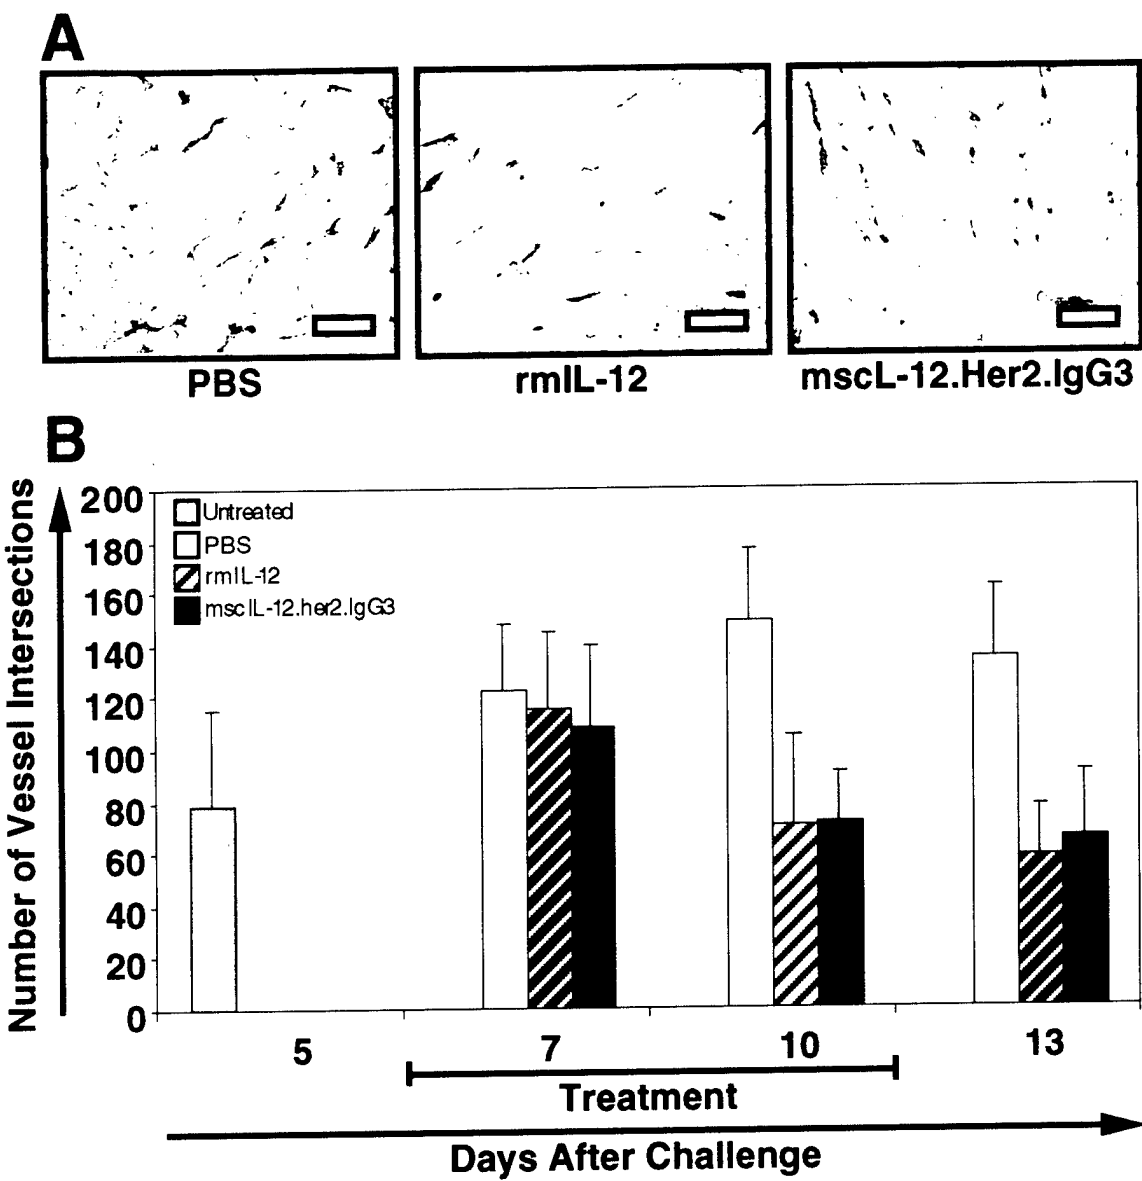 A
PBS
rmIL-12
mscL-12.Her2.IgG3
B
Number of Vessel Intersections
200
180
160
140
120
100
80
60
40
20
0
Untreated
PBS
rmIL-12
mscIL-12.her2.IgG3
5
7
10
13
Treatment
Days After Challenge